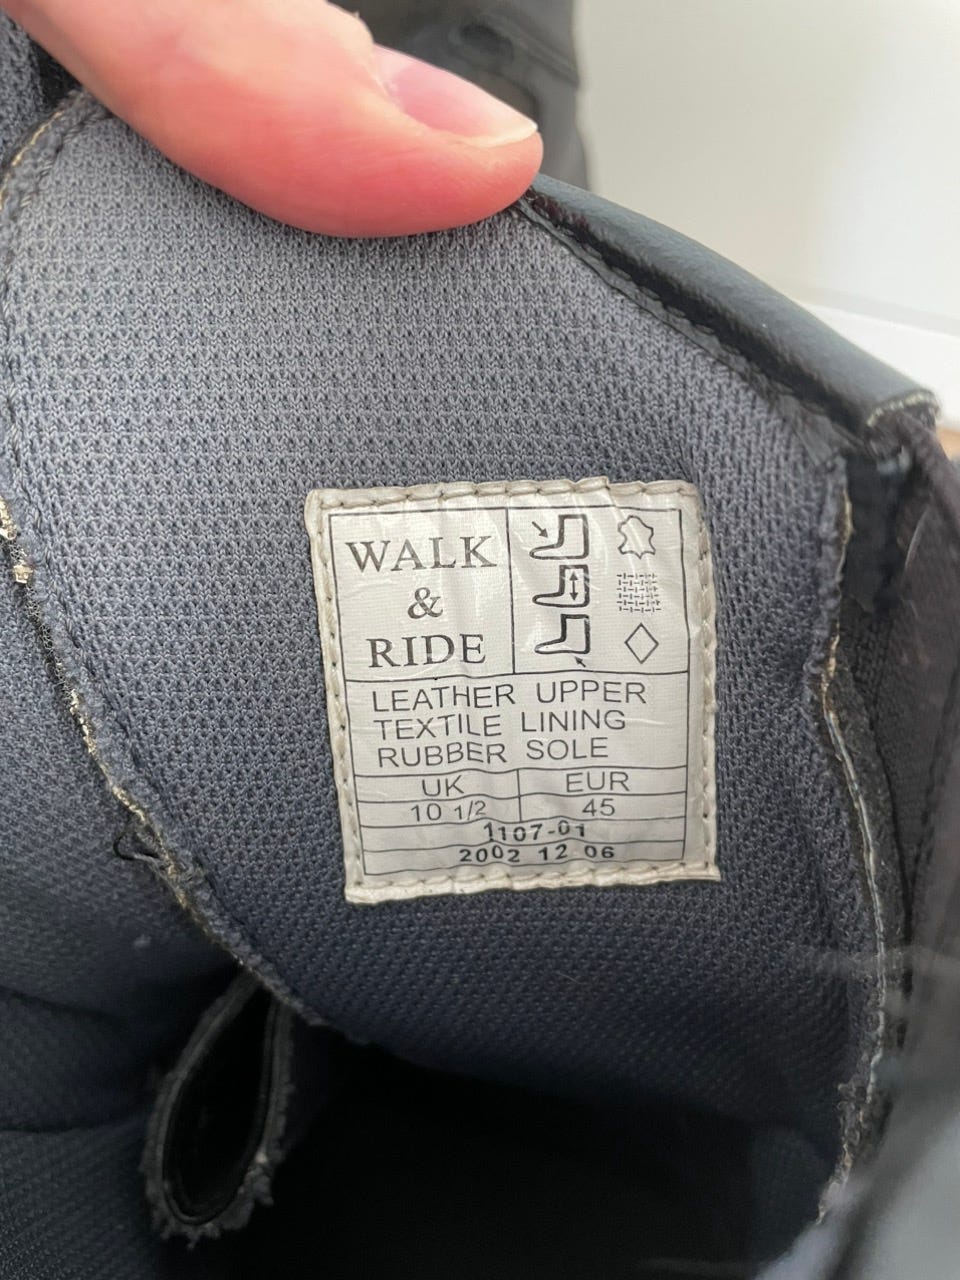 WALK
&
RIDE
LEATHER UPPER
TEXTILE LINING
RUBBER SOLE
UK EUR
10 1/2 45
1107-01
2002 12 06